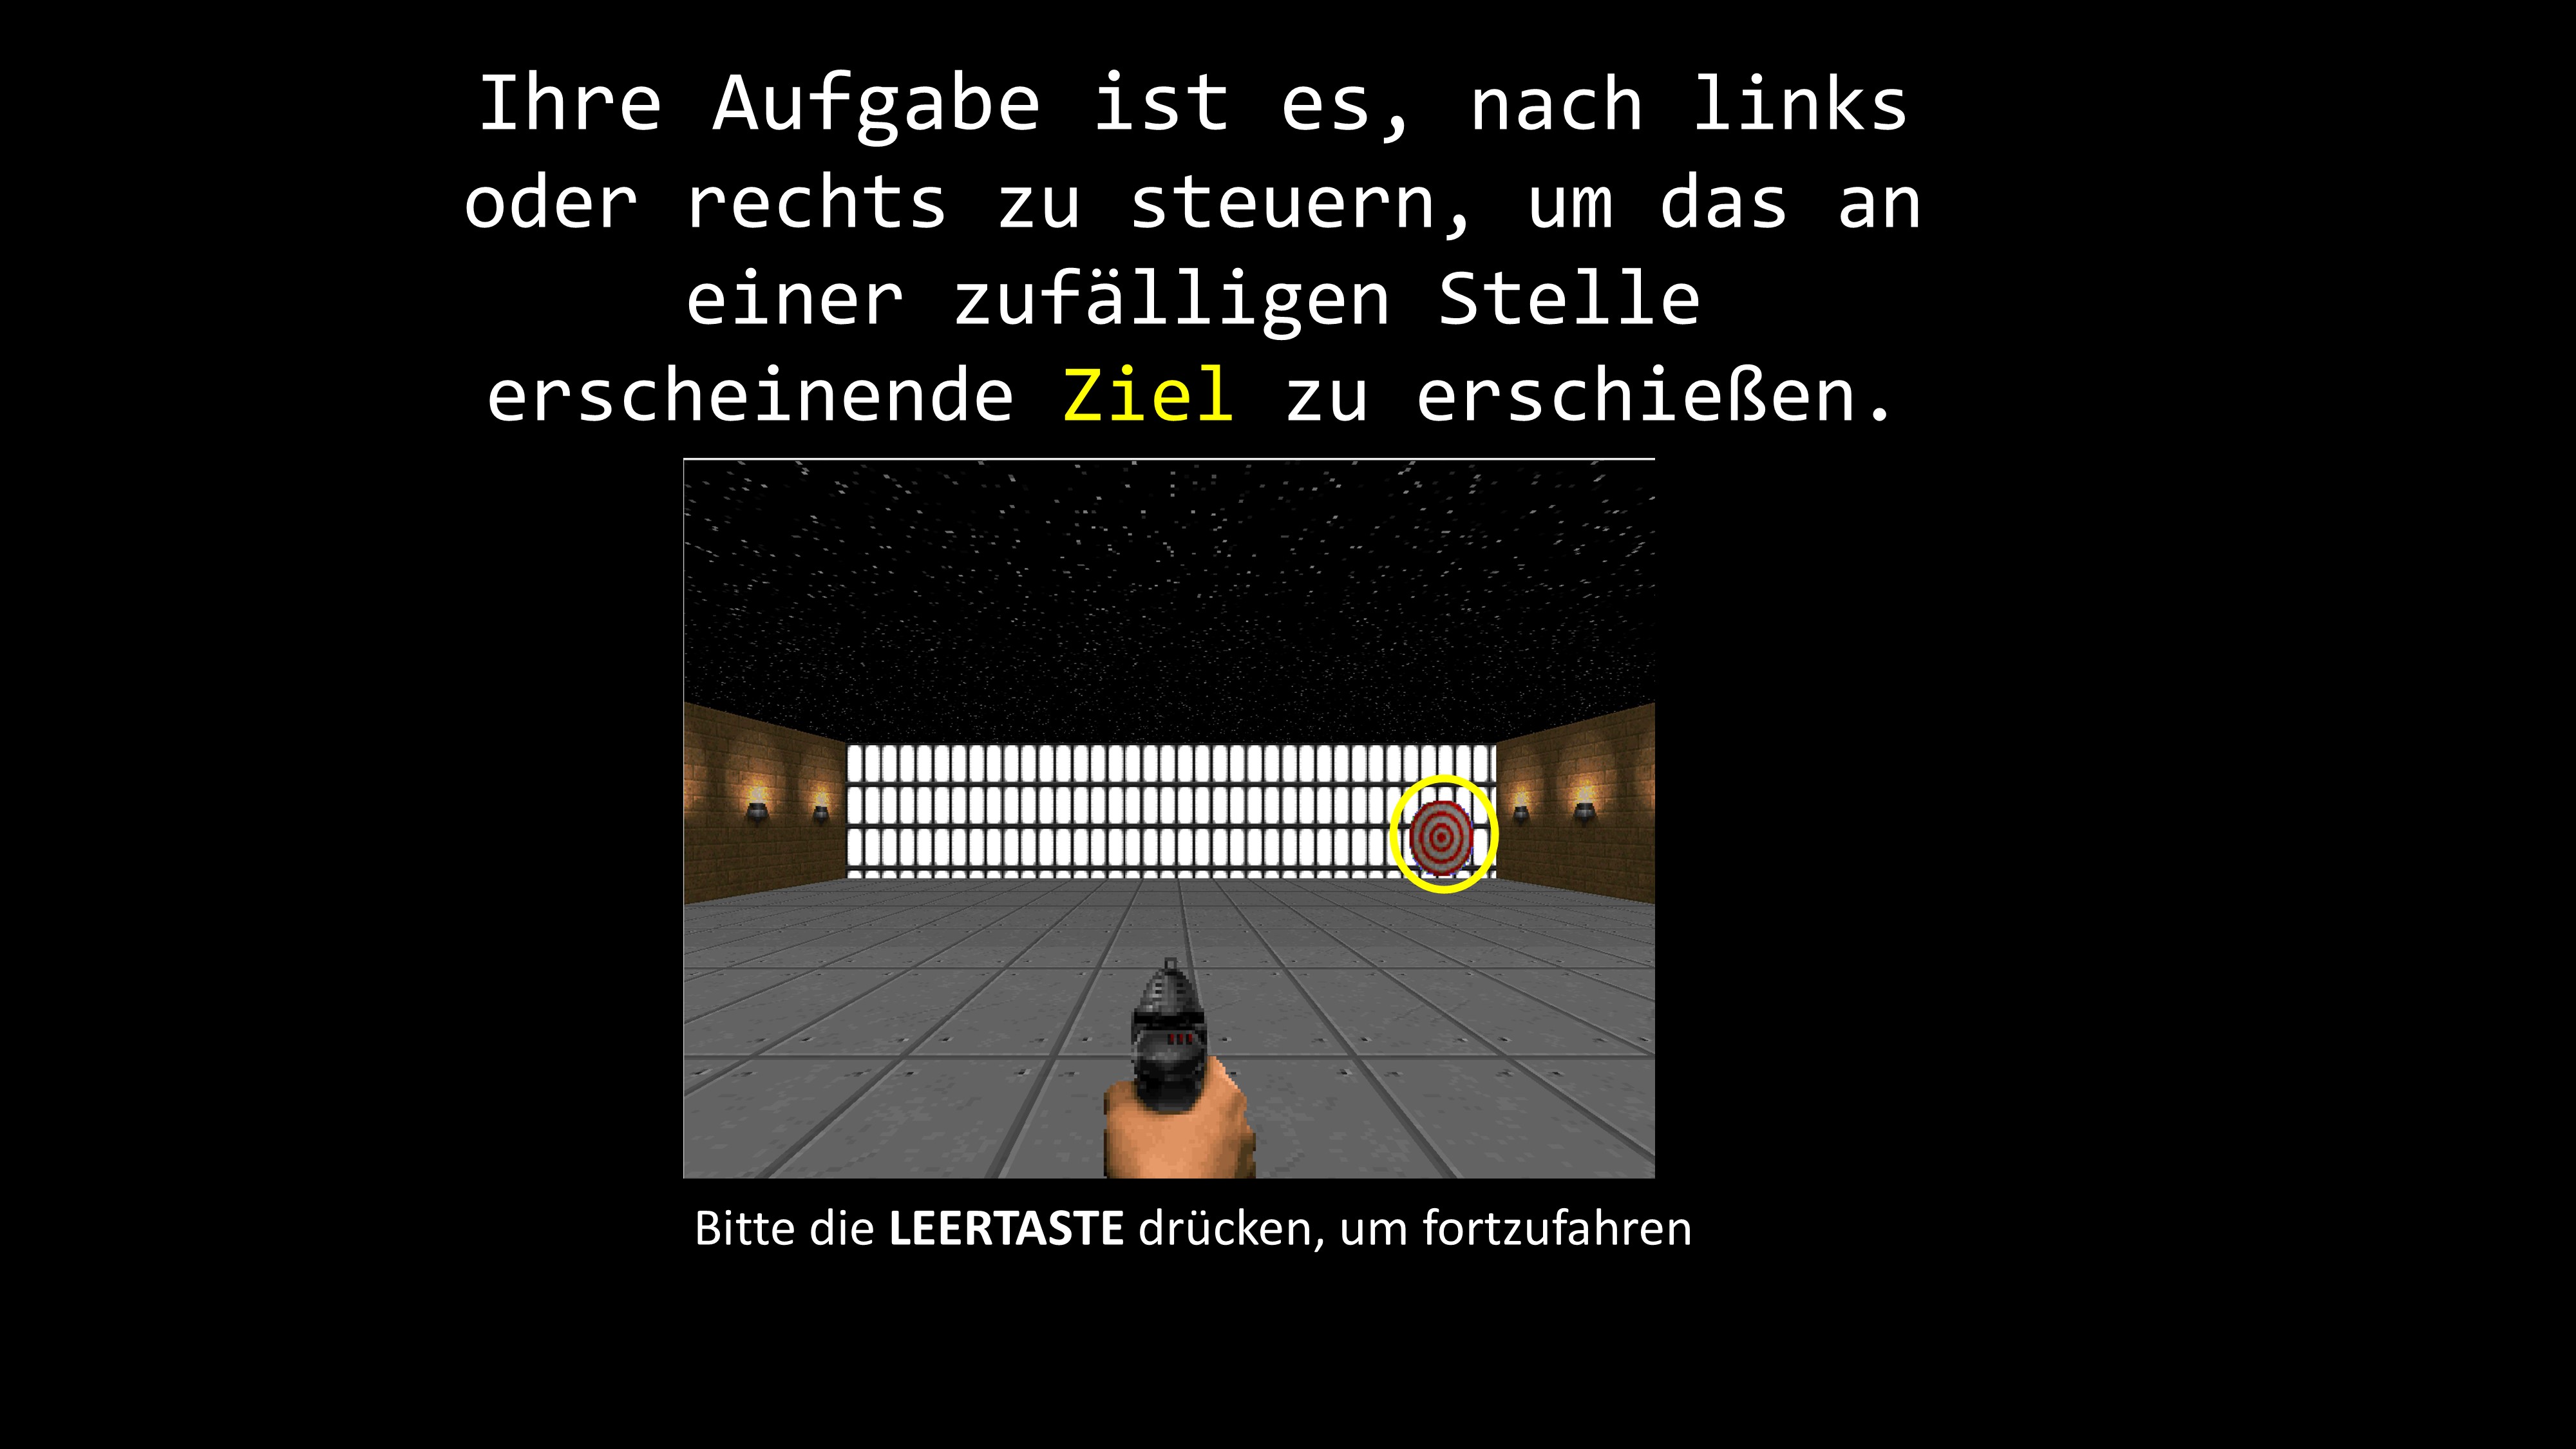 Ihre Aufgabe ist es, nach links
oder rechts zu steuern, um das an
einer zufälligen Stelle
erscheinende Ziel zu erschießen.
Bitte die LEERTASTE drücken, um fortzufahren